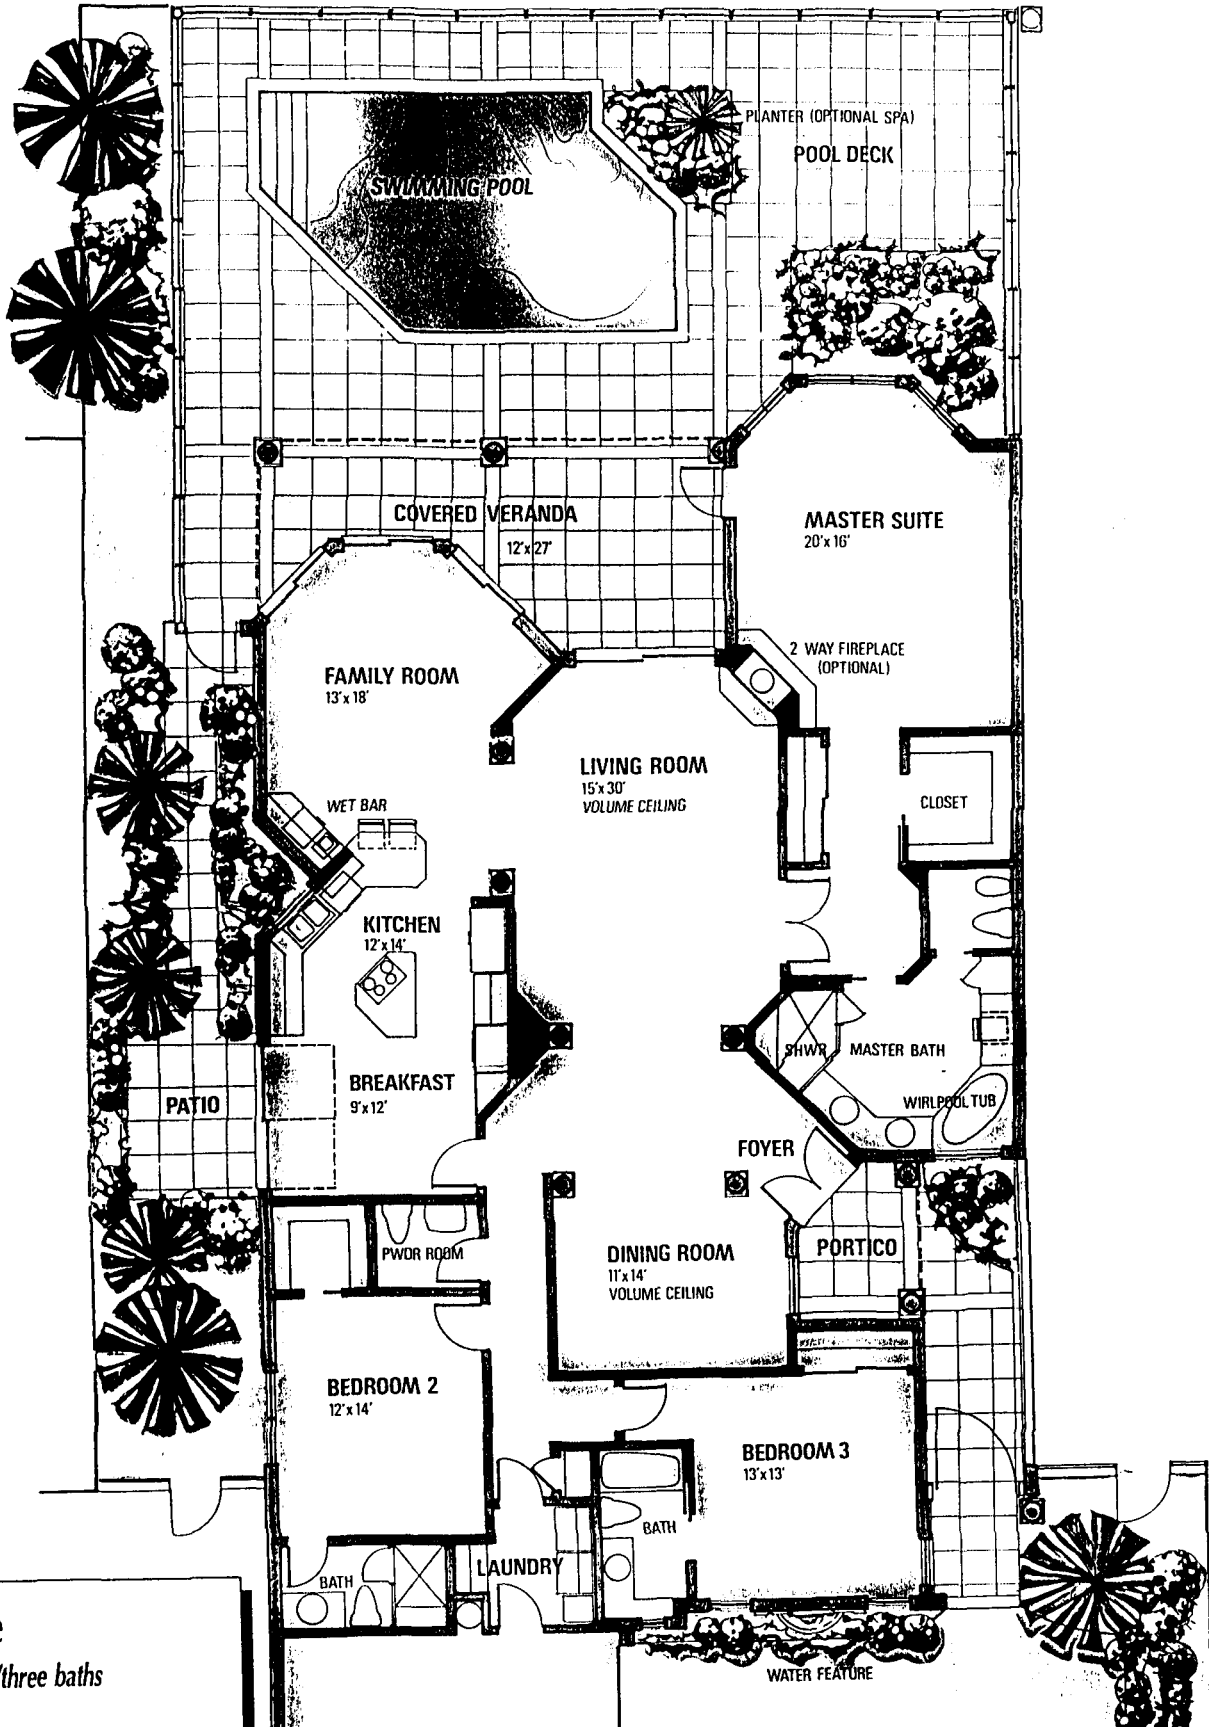 PLANTER (OPTIONAL SPA)
POOL DECK
SWIMMING POOL
COVERED VERANDA
12'x27'
MASTER SUITE
20'x16'
2 WAY FIREPLACE
(OPTIONAL)
FAMILY ROOM
13'x18'
LIVING ROOM
15'x30'
VOLUME CEILING
WET BAR
CLOSET
KITCHEN
12'x14'
SHWR
MASTER BATH
BREAKFAST
9'x12'
PATIO
WIRLPOOL TUB
FOYER
PWDR ROOM
DINING ROOM
11'x14'
VOLUME CEILING
PORTICO
BEDROOM 2
12'x14'
BEDROOM 3
13'x13'
BATH
LAUNDRY
BATH
/three baths
WATER FEATURE